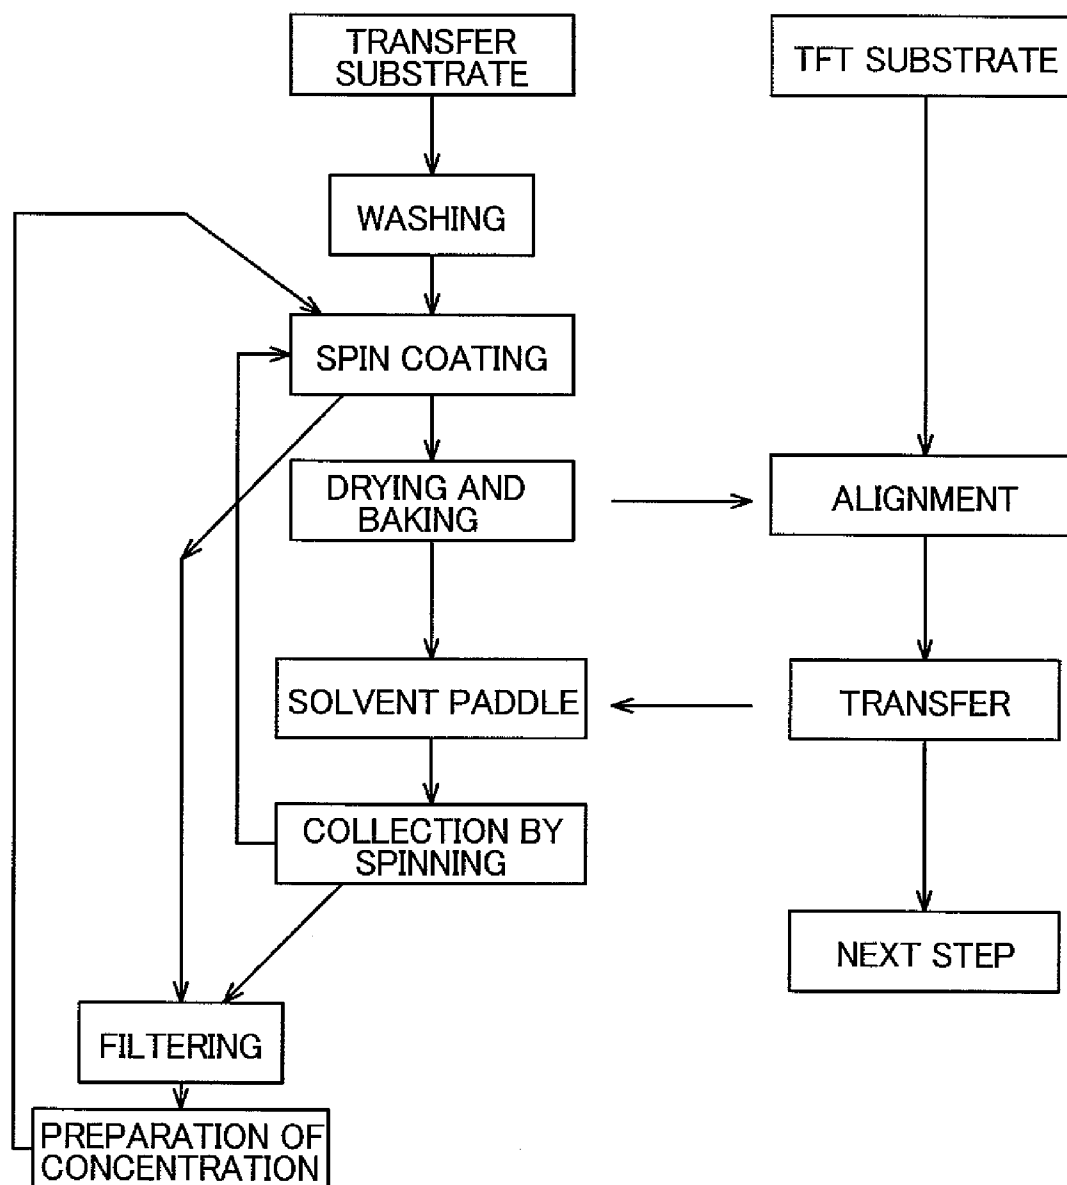 TRANSFER
SUBSTRATE
TFT SUBSTRATE
WASHING
SPIN COATING
DRYING AND
BAKING
ALIGNMENT
SOLVENT PADDLE
TRANSFER
COLLECTION BY
SPINNING
NEXT STEP
FILTERING
PREPARATION OF
CONCENTRATION